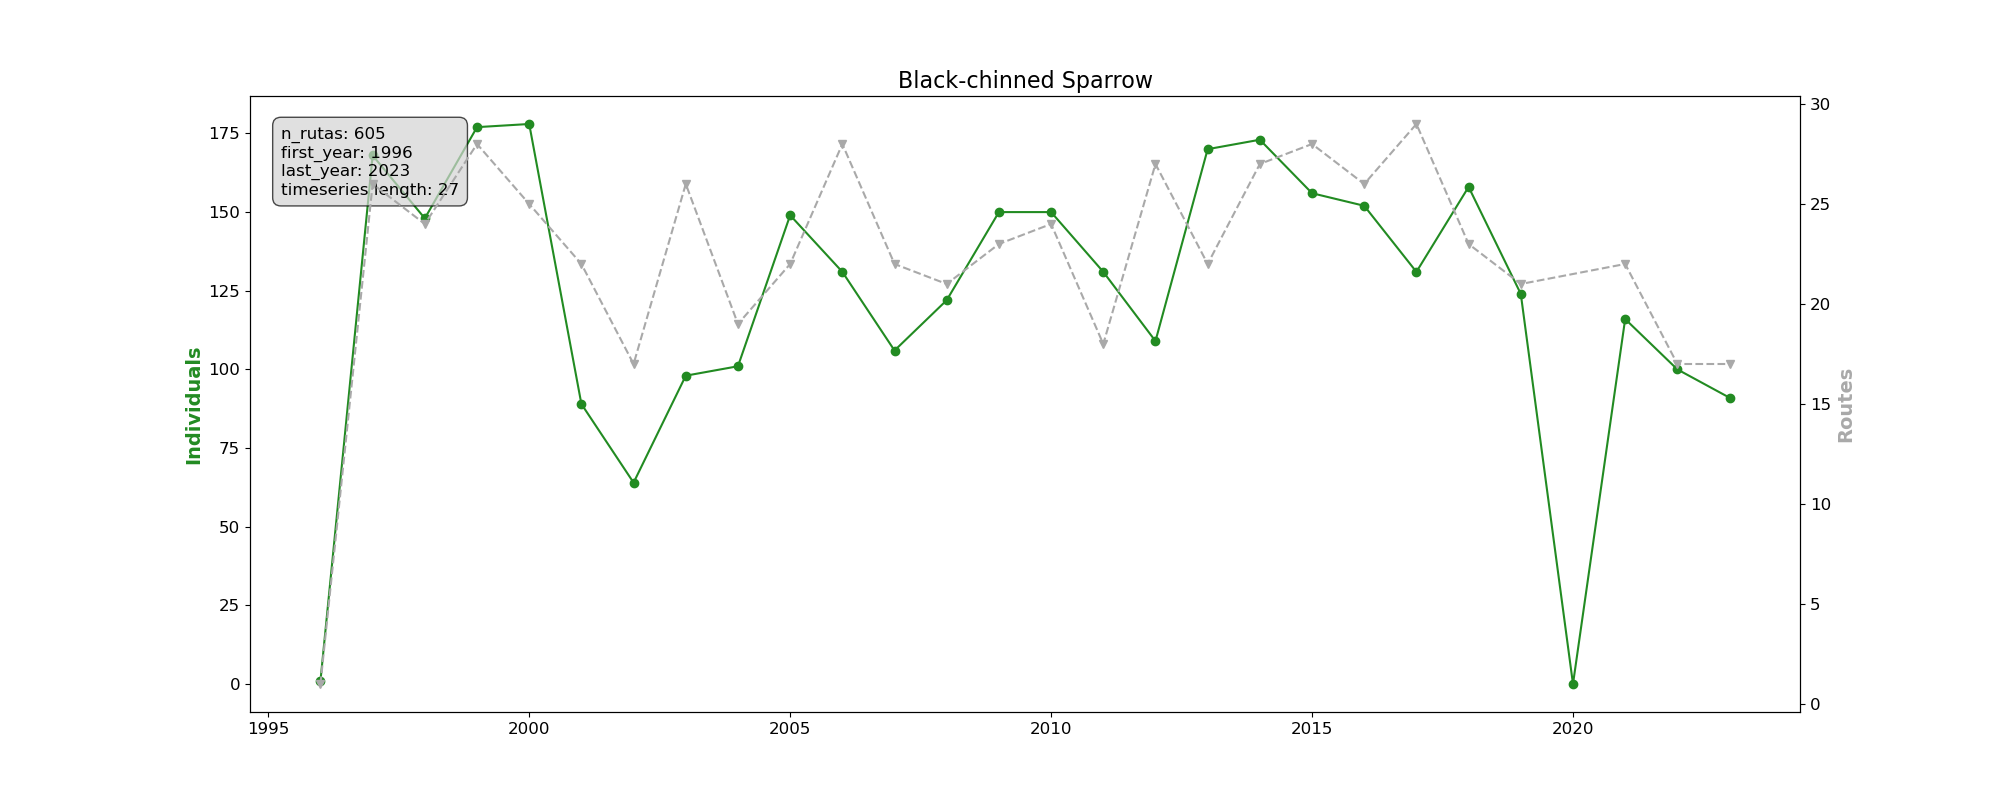 Black-chinned Sparrow
n_rutas: 605
first_year: 1996
last_year: 2023
timeseries length: 27
175
150
125
100
75
50
25
0
Individuals
30
25
20
15
10
5
0
Routes
1995 2000 2005 2010 2015 2020